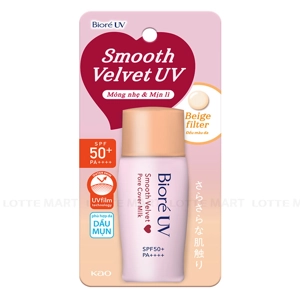 Bioré UV
Smooth
Velvet UV
Mỏng nhẹ & Mịn lì
Beige
filter
SPF
50+
PA++++
UVfilm
technology
phù hợp da
DẦU
MỤN
Bioré UV
Smooth Velvet
Pore Cover Milk
SPF50+
PA++++
さらさらな肌触り
KAO
LOTTE MART